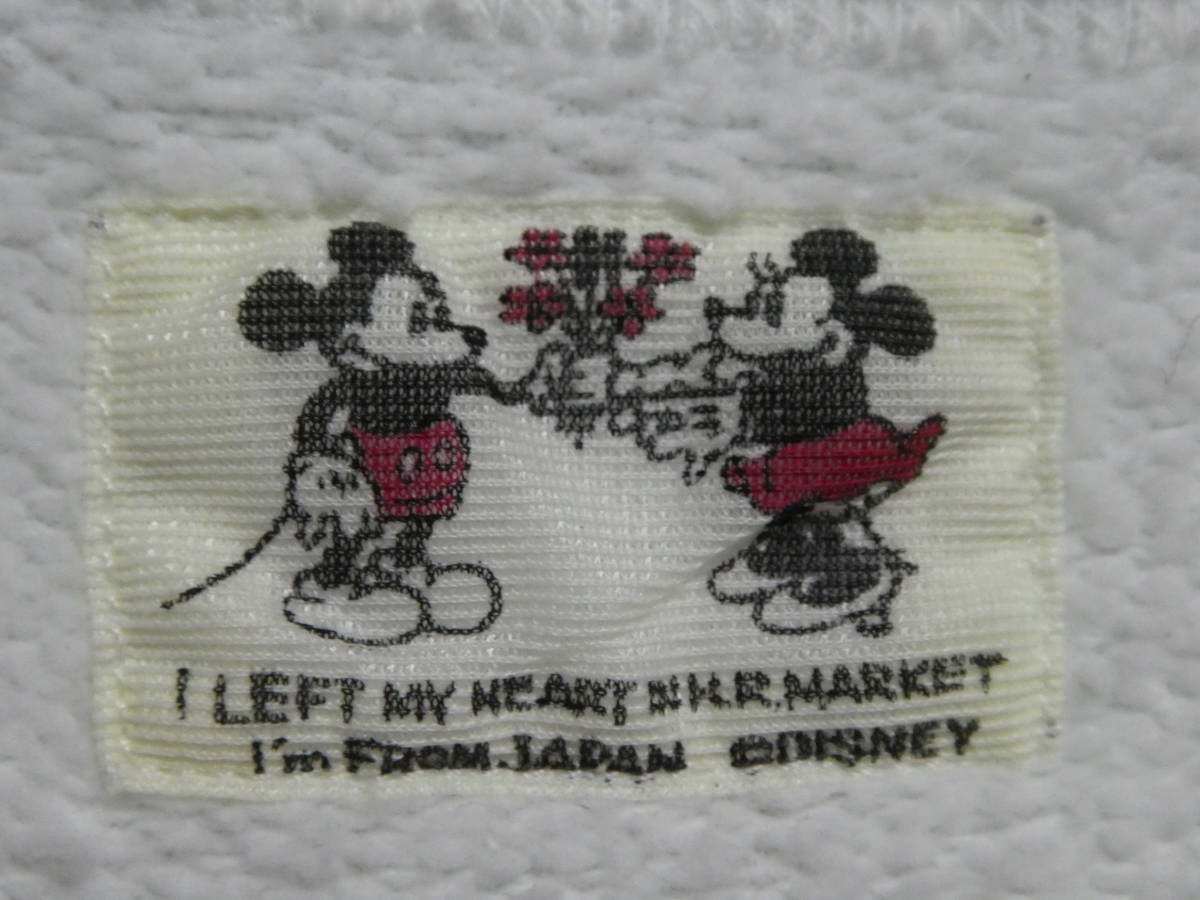 I LEFT MY HEART IN H.R.MARKET
I'm FROM JAPAN ©DISNEY